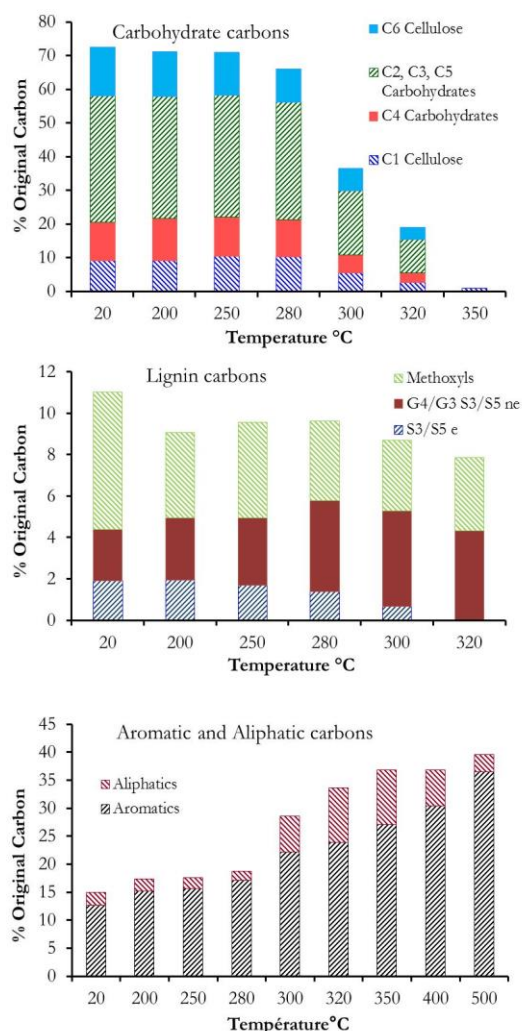 Carbohydrate carbons
C6 Cellulose
C2, C3, C5
Carbohydrates
C4 Carbohydrates
C1 Cellulose
% Original Carbon
80
70
60
50
40
30
20
10
0
20 200 250 280 300 320 350
Temperature °C
Lignin carbons
Methoxyls
G4/G3 S3/S5 ne
S3/S5 e
% Original Carbon
12
10
8
6
4
2
0
20 200 250 280 300 320
Temperature °C
Aromatic and Aliphatic carbons
Aliphatics
Aromatics
% Original Carbon
45
40
35
30
25
20
15
10
5
0
20 200 250 280 300 320 350 400 500
Température°C